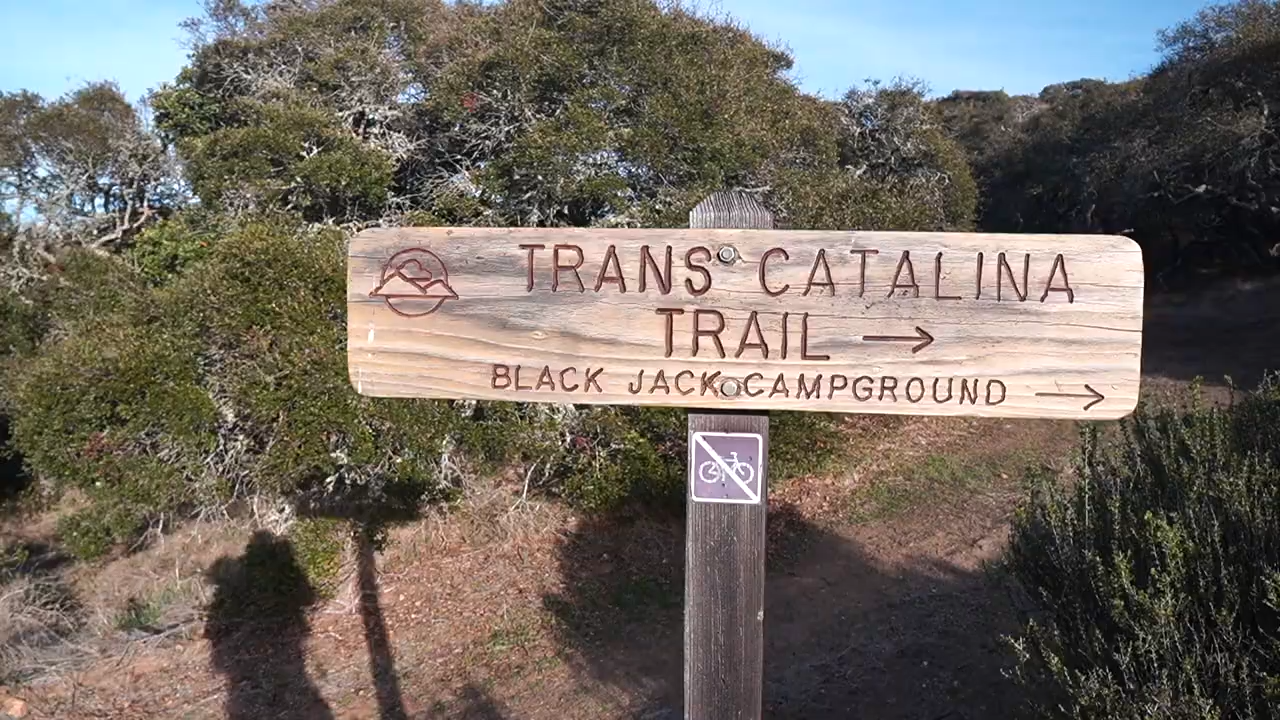 TRANS CATALINA
TRAIL →
BLACK JACK CAMPGROUND →